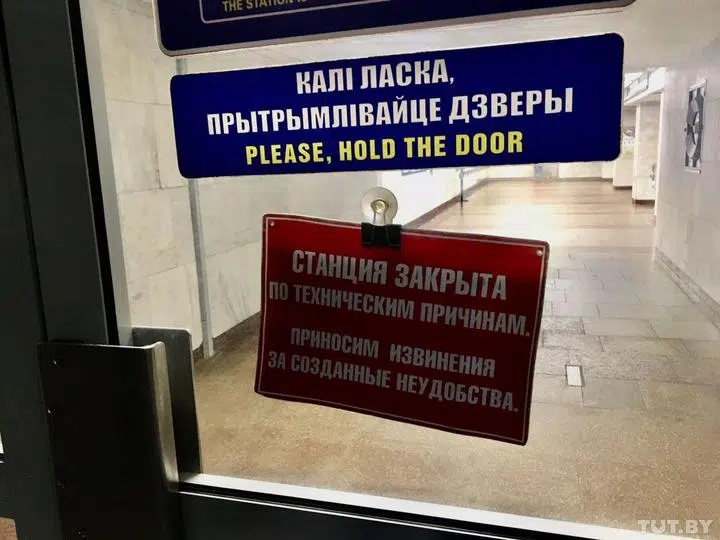 THE STATION IS
КАЛІ ЛАСКА,
ПРЫТРЫМЛІВАЙЦЕ ДЗВЕРЫ
PLEASE, HOLD THE DOOR
СТАНЦИЯ ЗАКРЫТА
ПО ТЕХНИЧЕСКИМ ПРИЧИНАМ.
ПРИНОСИМ ИЗВИНЕНИЯ
ЗА СОЗДАННЫЕ НЕУДОБСТВА.
TUT.BY